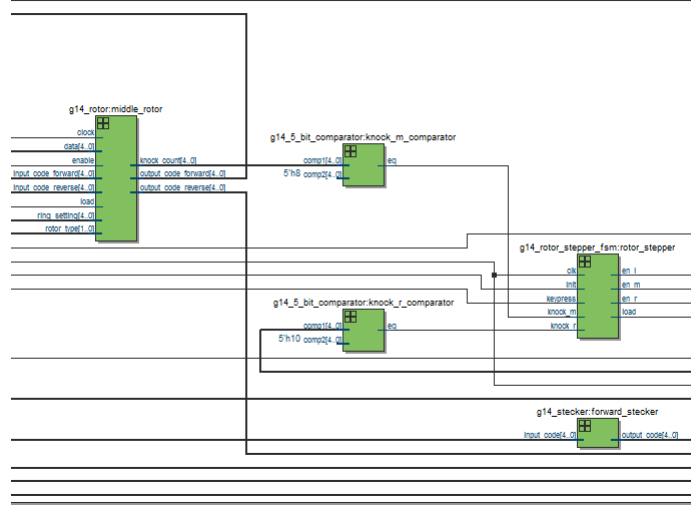 g14_rotor:middle_rotor
clock
data[4..0]
enable
input_code_forward[4..0]
input_code_reverse[4..0]
load
ring_setting[4..0]
rotor_type[1..0]
knock_count[4..0]
output_code_forward[4..0]
output_code_reverse[4..0]
g14_5_bit_comparator:knock_m_comparator
comp1[4..0]
5'h8 comp2[4..0]
eq
g14_rotor_stepper_fsm:rotor_stepper
clk
init
keypress
knock_m
knock_r
en_l
en_m
en_r
load
g14_5_bit_comparator:knock_r_comparator
comp1[4..0]
5'h10 comp2[4..0]
eq
g14_stecker:forward_stecker
input_code[4..0]
output_code[4..0]